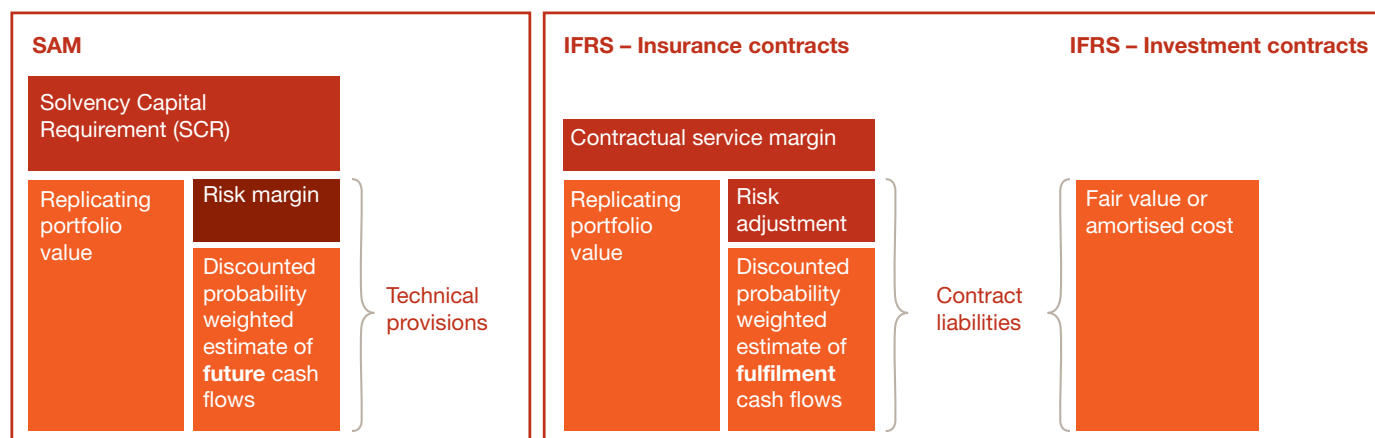 SAM
Solvency Capital
Requirement (SCR)
Replicating
portfolio
value
Risk margin
Discounted
probability
weighted
estimate of
future cash
flows
Technical
provisions
IFRS – Insurance contracts
Contractual service margin
Replicating
portfolio
value
Risk
adjustment
Discounted
probability
weighted
estimate of
fulfilment
cash flows
Contract
liabilities
IFRS – Investment contracts
Fair value or
amortised cost